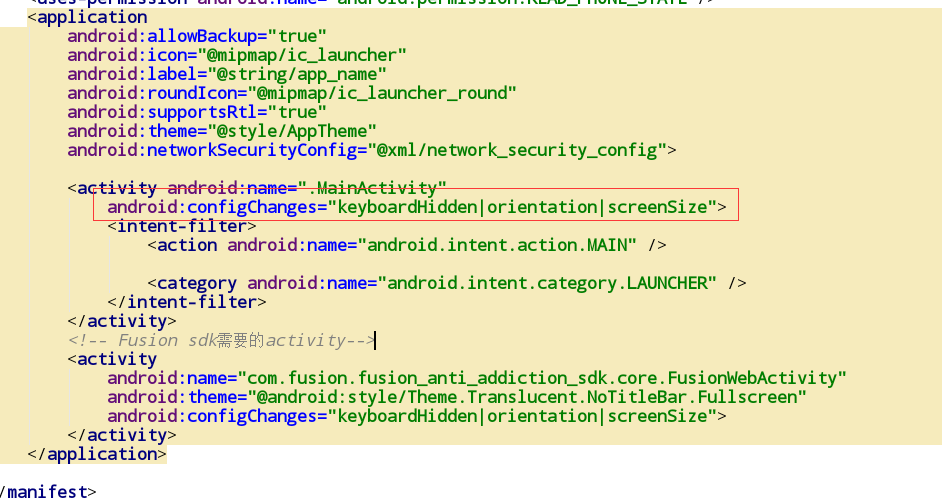 <uses-permission android:name="android.permission.READ_PHONE_STATE" />
<application
android:allowBackup="true"
android:icon="@mipmap/ic_launcher"
android:label="@string/app_name"
android:roundIcon="@mipmap/ic_launcher_round"
android:supportsRtl="true"
android:theme="@style/AppTheme"
android:networkSecurityConfig="@xml/network_security_config">
<activity android:name=".MainActivity"
android:configChanges="keyboardHidden|orientation|screenSize">
<intent-filter>
<action android:name="android.intent.action.MAIN" />
<category android:name="android.intent.category.LAUNCHER" />
</intent-filter>
</activity>
<!-- Fusion sdk需要的activity-->
<activity
android:name="com.fusion.fusion_anti_addiction_sdk.core.FusionWebActivity"
android:theme="@android:style/Theme.Translucent.NoTitleBar.Fullscreen"
android:configChanges="keyboardHidden|orientation|screenSize">
</activity>
</application>
/manifest>